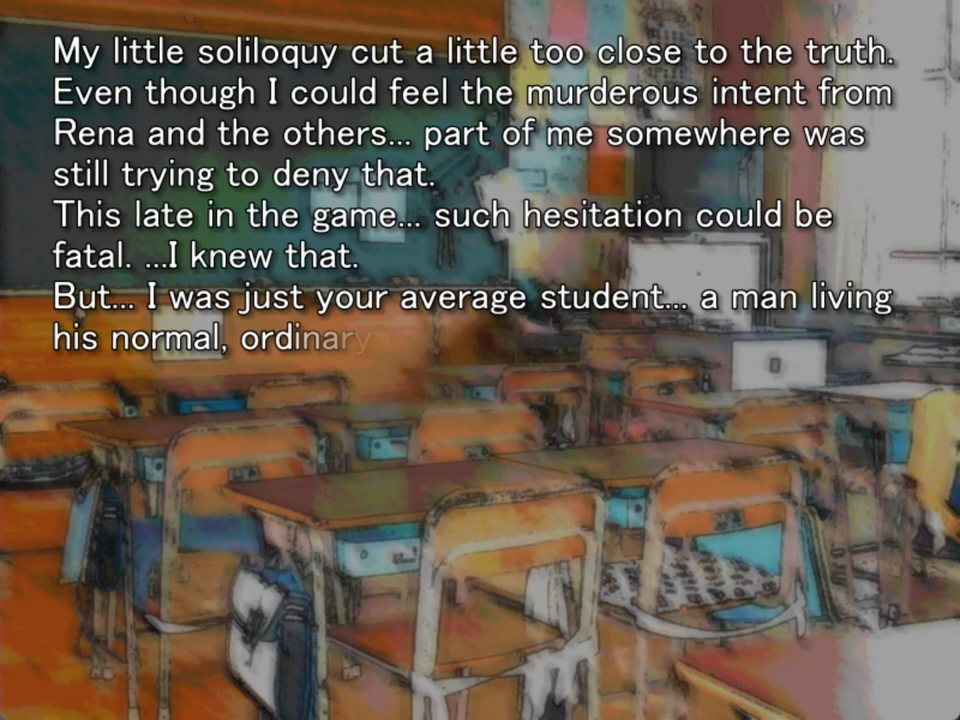 My little soliloquy cut a little too close to the truth.
Even though I could feel the murderous intent from
Rena and the others... part of me somewhere was
still trying to deny that.
This late in the game... such hesitation could be
fatal. ...I knew that.
But... I was just your average student... a man living
his normal, ordinary